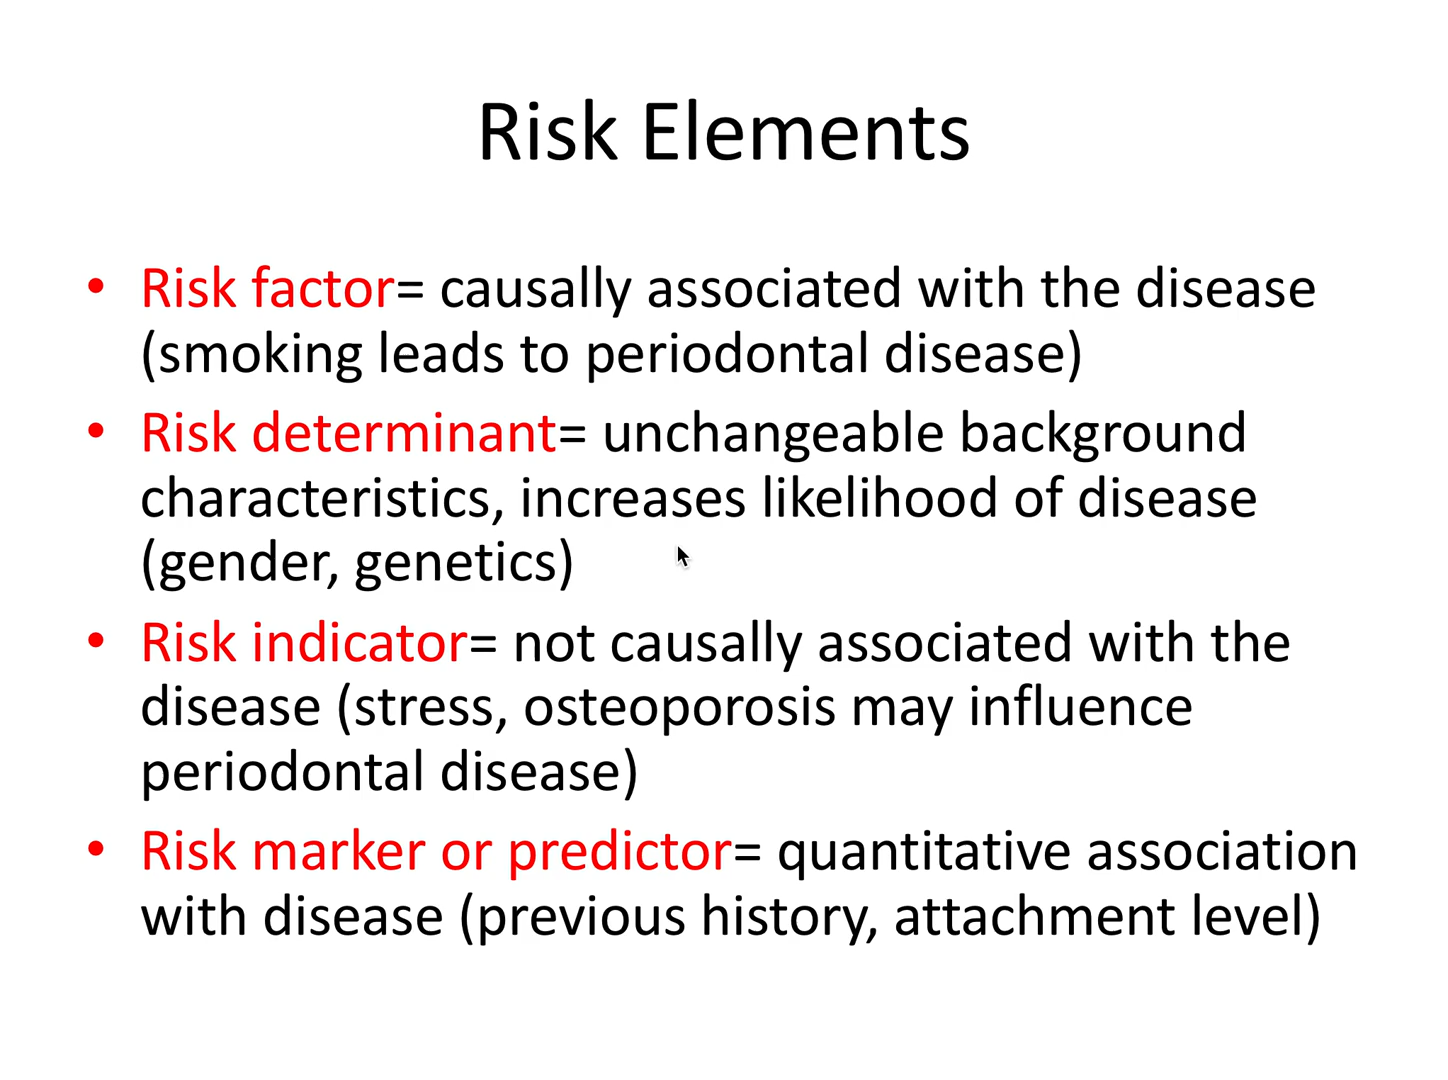 Risk Elements
• Risk factor= causally associated with the disease
(smoking leads to periodontal disease)
• Risk determinant= unchangeable background
characteristics, increases likelihood of disease
(gender, genetics)
• Risk indicator= not causally associated with the
disease (stress, osteoporosis may influence
periodontal disease)
• Risk marker or predictor= quantitative association
with disease (previous history, attachment level)